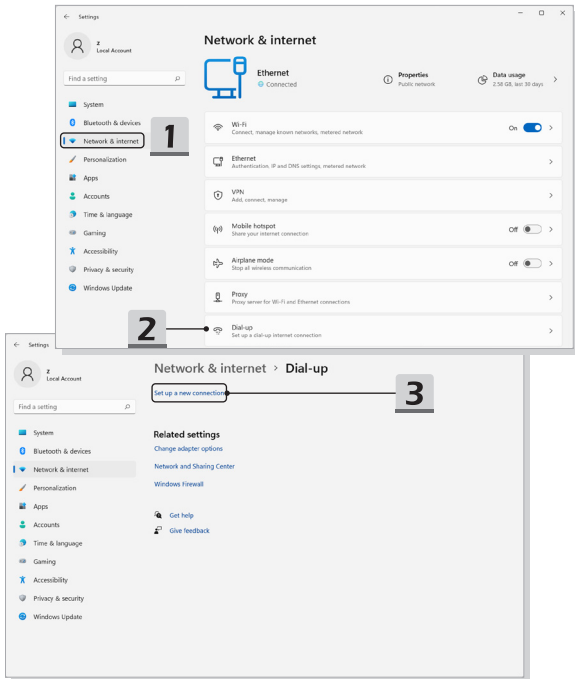 Settings
z
Local Account
Find a setting
System
Bluetooth & devices
Network & internet
Personalization
Apps
Accounts
Time & language
Gaming
Accessibility
Privacy & security
Windows Update
1
Network & internet
Ethernet
Connected
Properties
Public network
Data usage
2.58 GB, last 30 days
Wi-Fi
Connect, manage known networks, metered network
On
Ethernet
Authentication, IP and DNS settings, metered network
VPN
Add, connect, manage
Mobile hotspot
Share your internet connection
Off
Airplane mode
Stop all wireless communication
Off
Proxy
Proxy server for Wi-Fi and Ethernet connections
Dial-up
Set up a dial-up internet connection
2
Settings
z
Local Account
Find a setting
System
Bluetooth & devices
Network & internet
Personalization
Apps
Accounts
Time & language
Gaming
Accessibility
Privacy & security
Windows Update
Network & internet > Dial-up
Set up a new connection
3
Related settings
Change adapter options
Network and Sharing Center
Windows Firewall
Get help
Give feedback